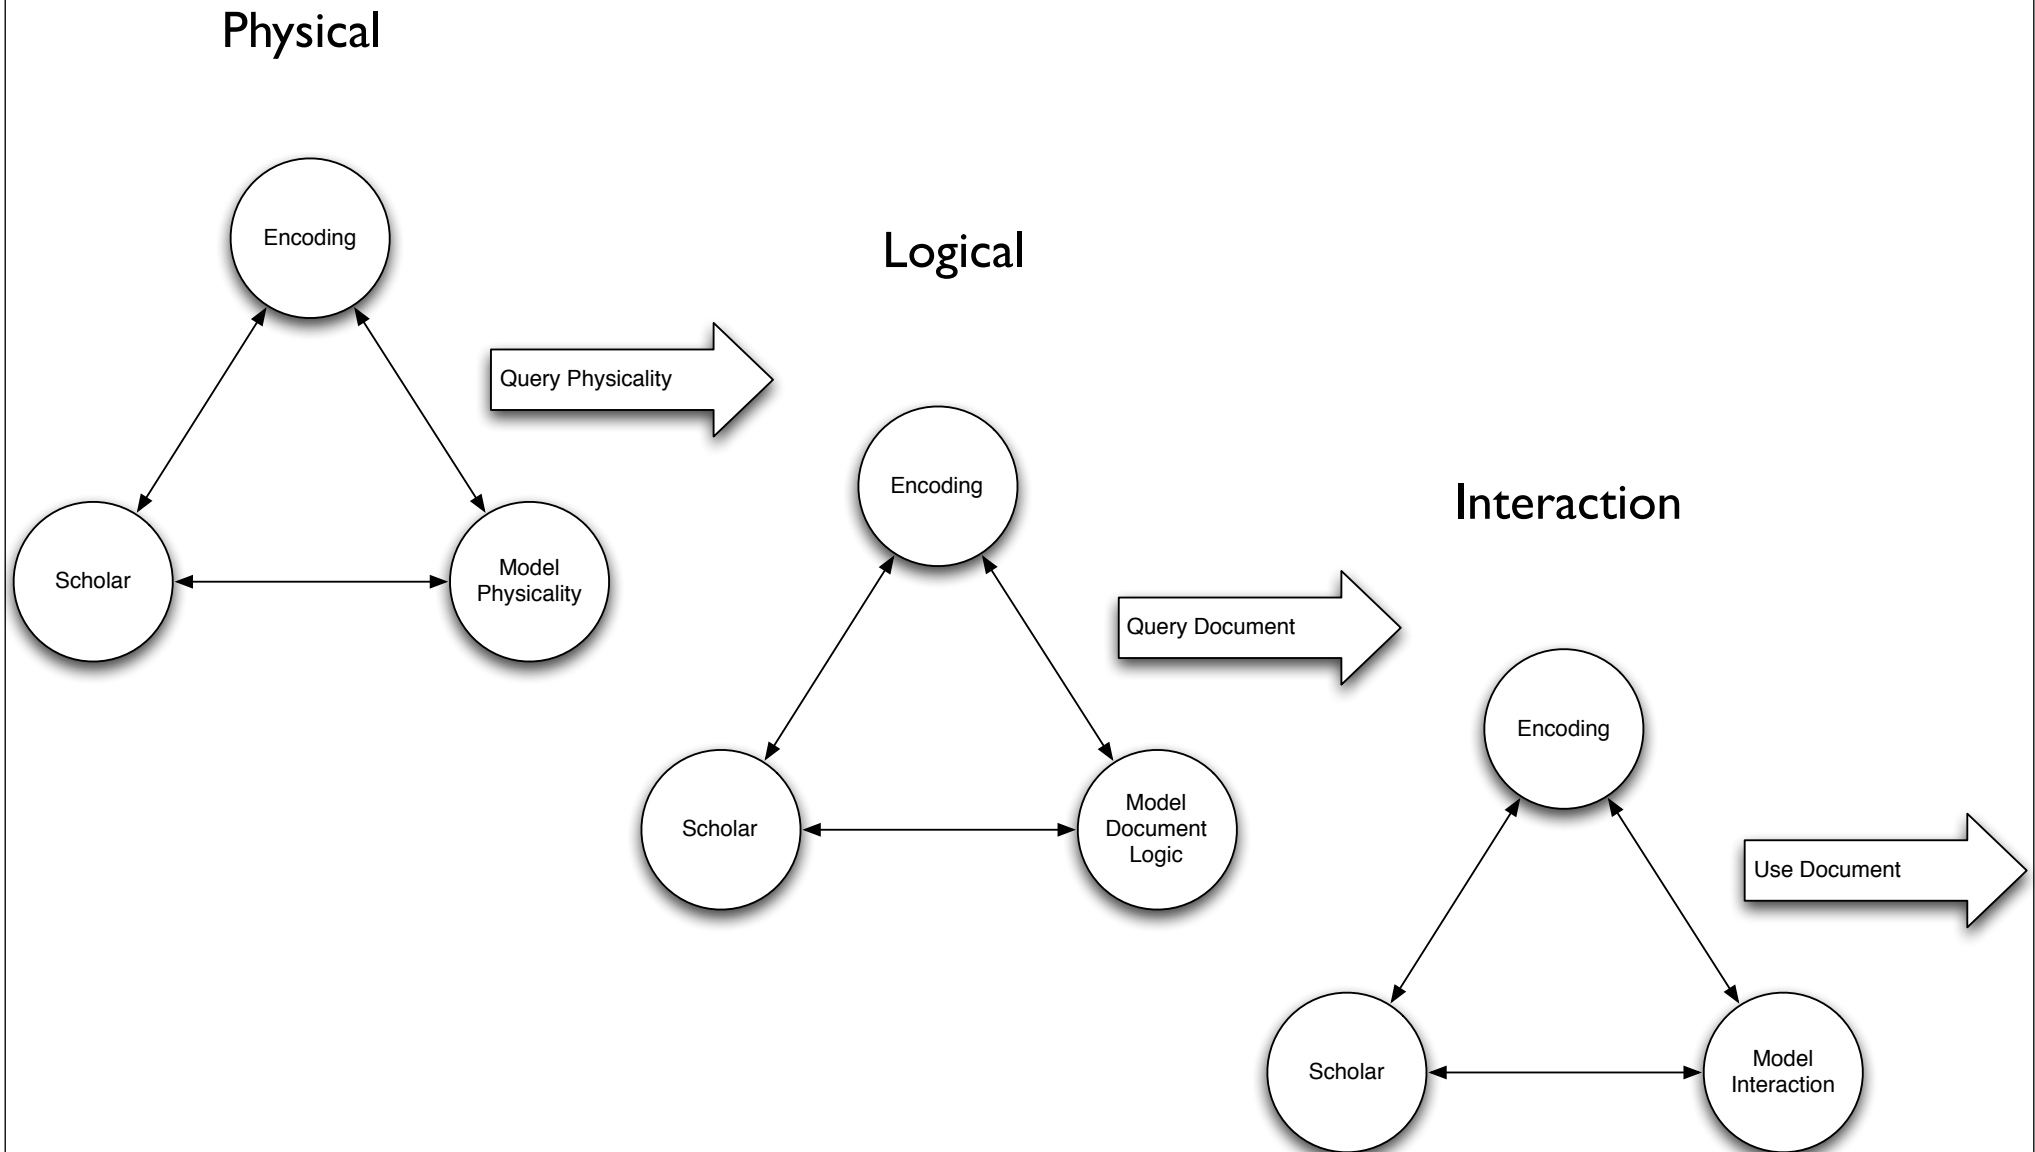 Physical
Encoding
Scholar
Model
Physicality
Query Physicality
Logical
Encoding
Scholar
Model
Document
Logic
Query Document
Interaction
Encoding
Scholar
Model
Interaction
Use Document